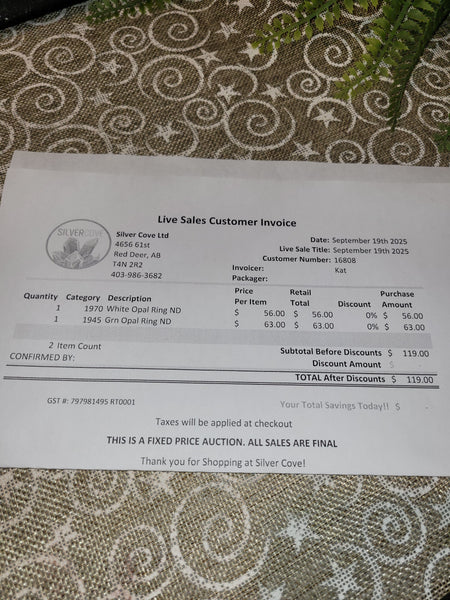 Live Sales Customer Invoice
SILVERCOVE
Silver Cove Ltd
4656 61st
Red Deer, AB
T4N 2R2
403-986-3682
Date: September 19th 2025
Live Sale Title: September 19th 2025
Customer Number: 16808
Invoicer: Kat
Packager:
Quantity Category Description Price Per Item Retail Total Discount Purchase Amount
1 1970 White Opal Ring ND $ 56.00 $ 56.00 0% $ 56.00
1 1945 Grn Opal Ring ND $ 63.00 $ 63.00 0% $ 63.00
2 Item Count
Subtotal Before Discounts $ 119.00
CONFIRMED BY:
Discount Amount $
TOTAL After Discounts $ 119.00
GST #: 797981495 RT0001
Your Total Savings Today!! $
Taxes will be applied at checkout
THIS IS A FIXED PRICE AUCTION. ALL SALES ARE FINAL
Thank you for Shopping at Silver Cove!